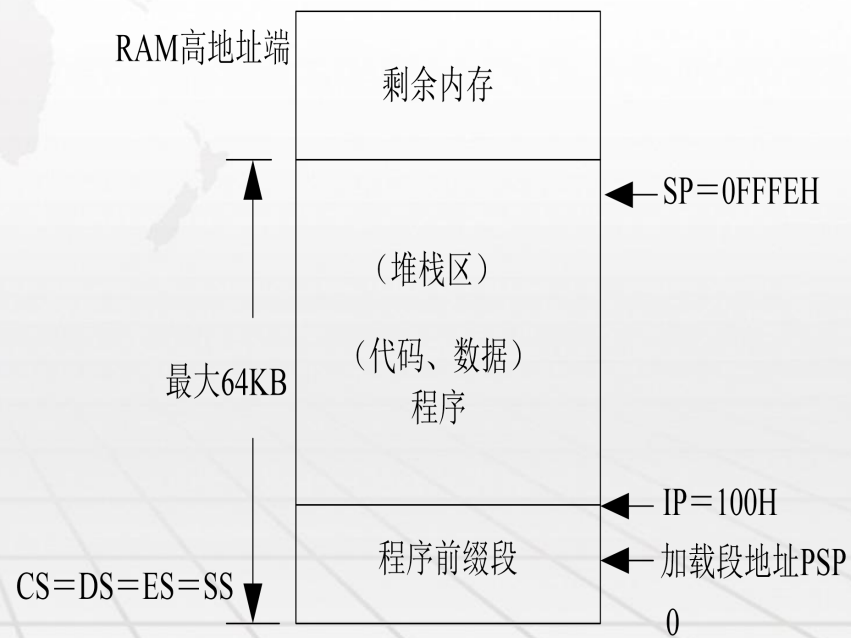 RAM高地址端
剩余内存
SP＝0FFFEH
（堆栈区）
（代码、数据）
最大64KB
程序
IP＝100H
程序前缀段
加载段地址PSP
CS＝DS＝ES＝SS
0